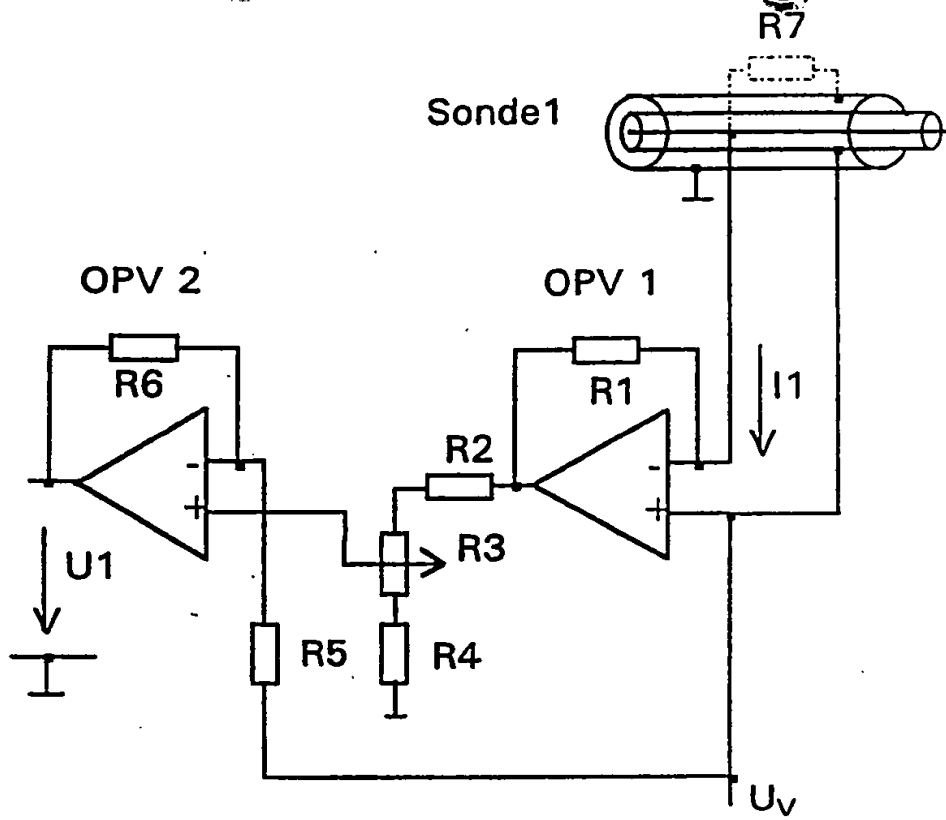 R7
Sonde1
OPV 2
OPV 1
R6
R1
I1
R2
-
-
+
+
R3
U1
R5
R4
UV